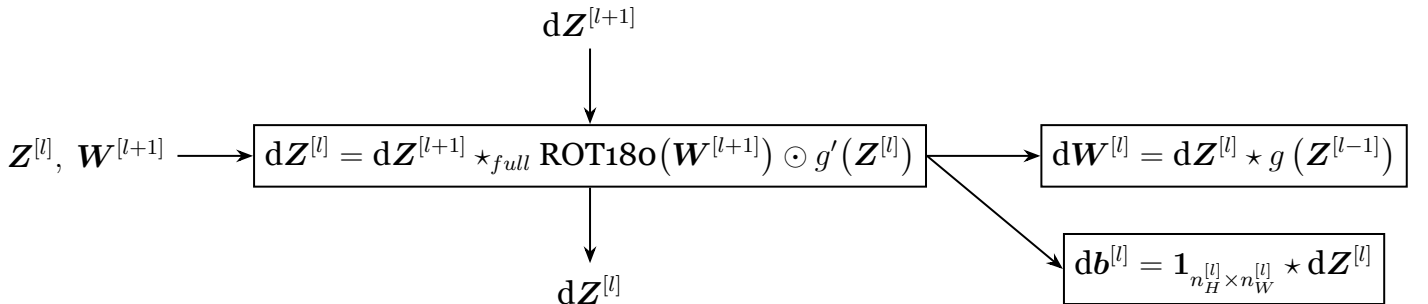 d𝒁^{[l+1]}
𝒁^{[l]}, 𝑾^{[l+1]}
d𝒁^{[l]} = d𝒁^{[l+1]} ⋆_{full} ROT180(𝑾^{[l+1]}) ⊙ g′(𝒁^{[l]})
d𝑾^{[l]} = d𝒁^{[l]} ⋆ g (𝒁^{[l−1]})
d𝒃^{[l]} = 𝟏_{n_H^{[l]}×n_W^{[l]}} ⋆ d𝒁^{[l]}
d𝒁^{[l]}